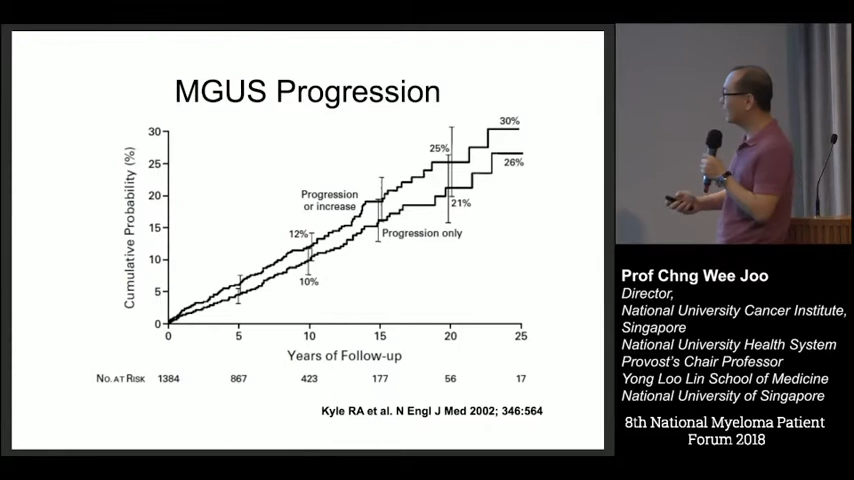 MGUS Progression
Cumulative Probability (%)
30
25
20
15
10
5
0
Progression
or increase
Progression only
12%
10%
25%
21%
30%
26%
0 5 10 15 20 25
Years of Follow-up
No. at Risk 1384 867 423 177 56 17
Kyle RA et al. N Engl J Med 2002; 346:564
Prof Chng Wee Joo
Director,
National University Cancer Institute,
Singapore
National University Health System
Provost's Chair Professor
Yong Loo Lin School of Medicine
National University of Singapore
8th National Myeloma Patient
Forum 2018